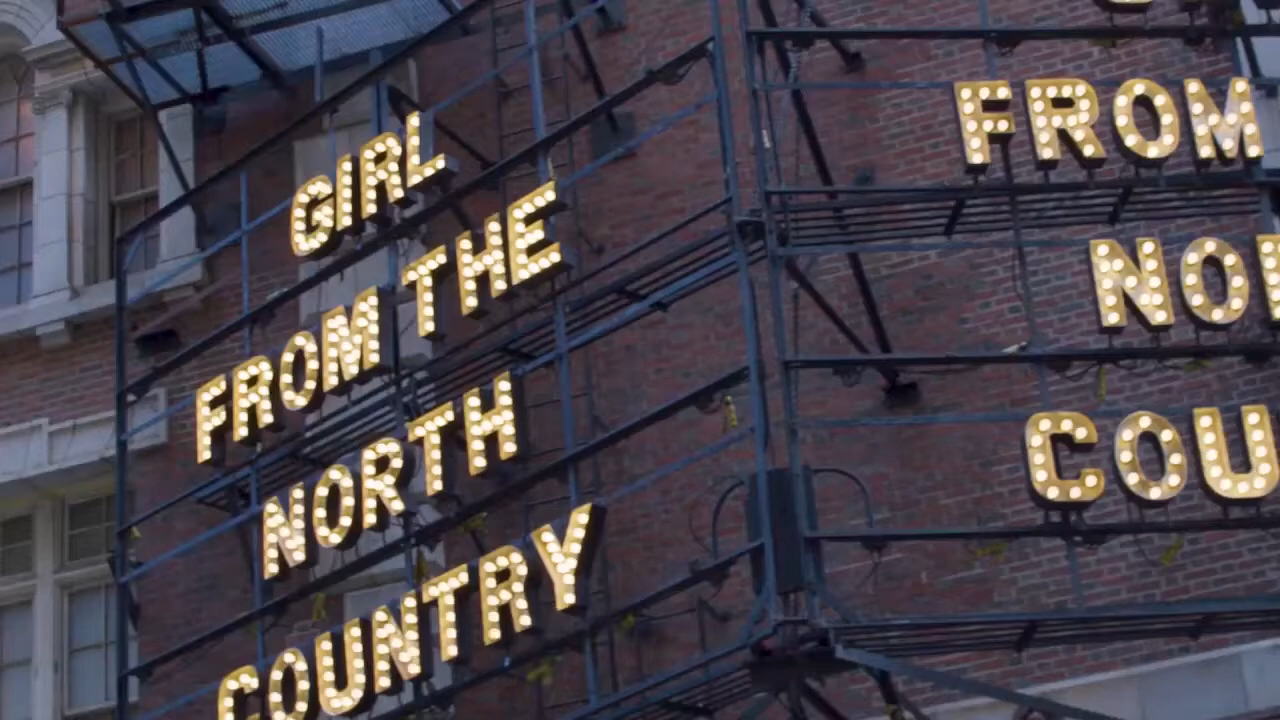 GIRL
FROM THE
NORTH
COUNTRY
FROM
NO
COU